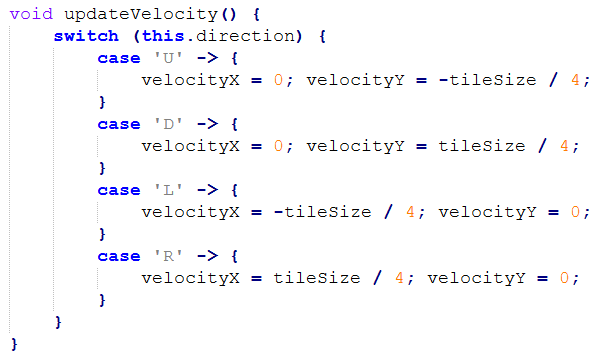 void updateVelocity() {
    switch (this.direction) {
        case 'U' -> {
            velocityX = 0; velocityY = -tileSize / 4;
        }
        case 'D' -> {
            velocityX = 0; velocityY = tileSize / 4;
        }
        case 'L' -> {
            velocityX = -tileSize / 4; velocityY = 0;
        }
        case 'R' -> {
            velocityX = tileSize / 4; velocityY = 0;
        }
    }
}